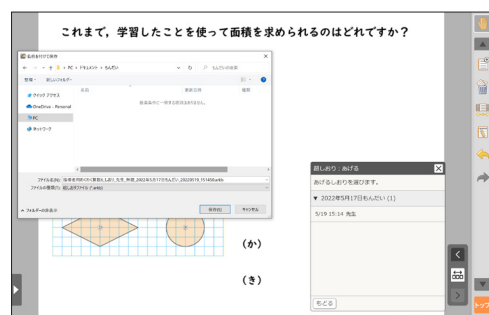 これまで，学習したことを使って面積を求められるのはどれですか？
名前を付けて保存
PC › ドキュメント › もんだい
もんだいの検索
整理
新しいフォルダー
名前
更新日時
種類
クイック アクセス
検索条件に一致する項目はありません。
OneDrive - Personal
PC
ネットワーク
ファイル名(N):
ファイルの種類(T):
フォルダーの非表示
保存(S)
キャンセル
(か)
(き)
超しおり：あげる
あげるしおりを選びます。
▼ 2022年5月17日もんだい (1)
5/19 15:14 先生
もどる
トップ